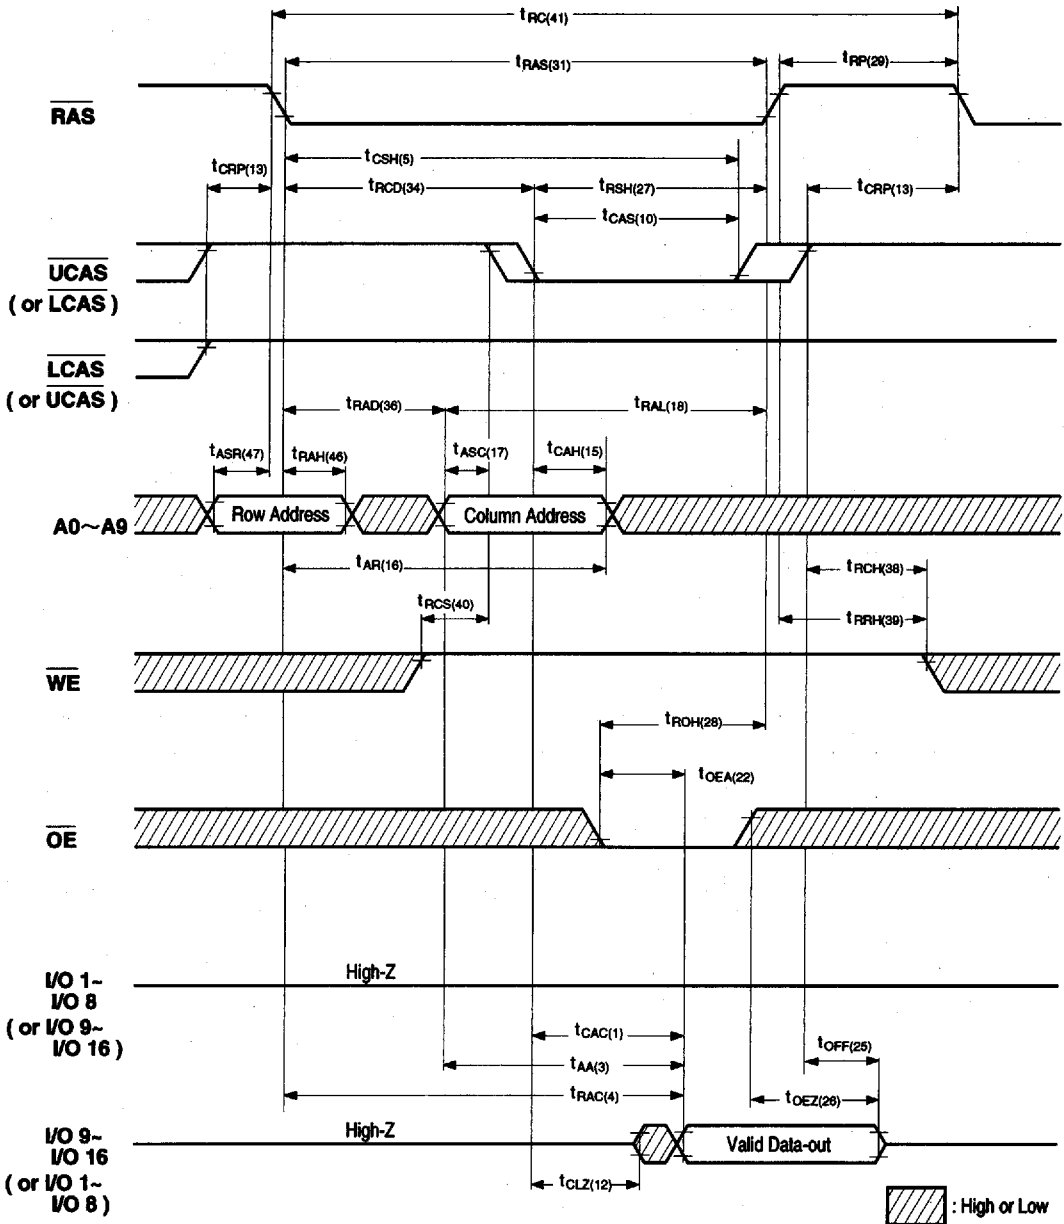 tRC(41)
tRAS(31)
tRP(29)
RAS
tCSH(5)
tCRP(13)
tRCD(34)
tRSH(27)
tCRP(13)
tCAS(10)
UCAS
( or LCAS )
LCAS
( or UCAS )
tRAD(36)
tRAL(18)
tASR(47)
tRAH(46)
tASC(17)
tCAH(15)
A0~A9
Row Address
Column Address
tAR(16)
tRCH(38)
tRCS(40)
tRRH(39)
WE
tROH(28)
tOEA(22)
OE
I/O 1~
I/O 8
( or I/O 9~
I/O 16 )
High-Z
tCAC(1)
tOFF(25)
tAA(3)
tRAC(4)
tOEZ(26)
I/O 9~
I/O 16
( or I/O 1~
I/O 8 )
High-Z
Valid Data-out
tCLZ(12)
: High or Low